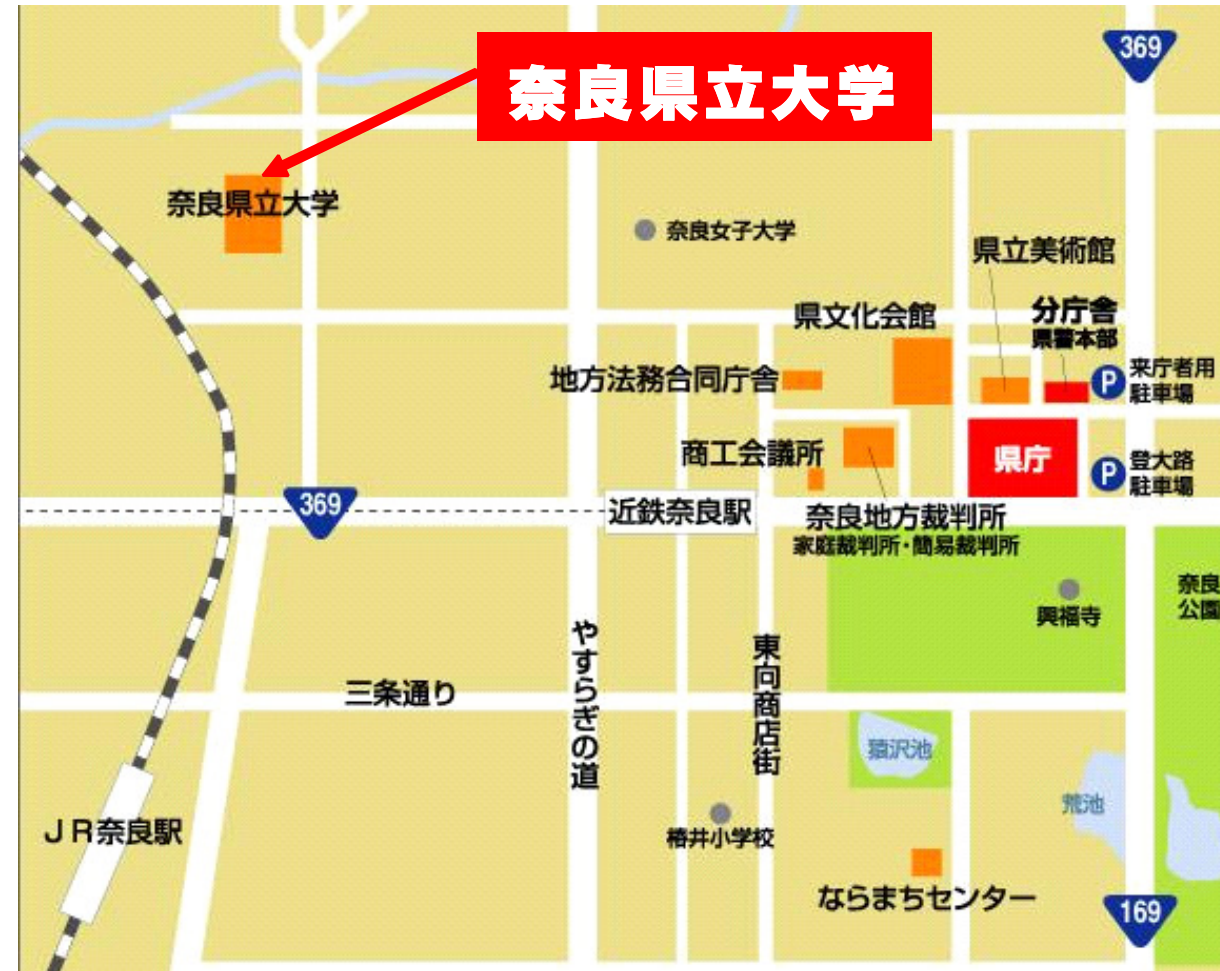 369
奈良県立大学
奈良県立大学
奈良女子大学
県立美術館
県文化会館
分庁舎
県警本部
来庁者用
駐車場
P
地方法務合同庁舎
商工会議所
県庁
登大路
駐車場
P
369
近鉄奈良駅
奈良地方裁判所
家庭裁判所・簡易裁判所
奈良
公園
興福寺
やすらぎの道
東向商店街
三条通り
猿沢池
荒池
JR奈良駅
椿井小学校
ならまちセンター
169